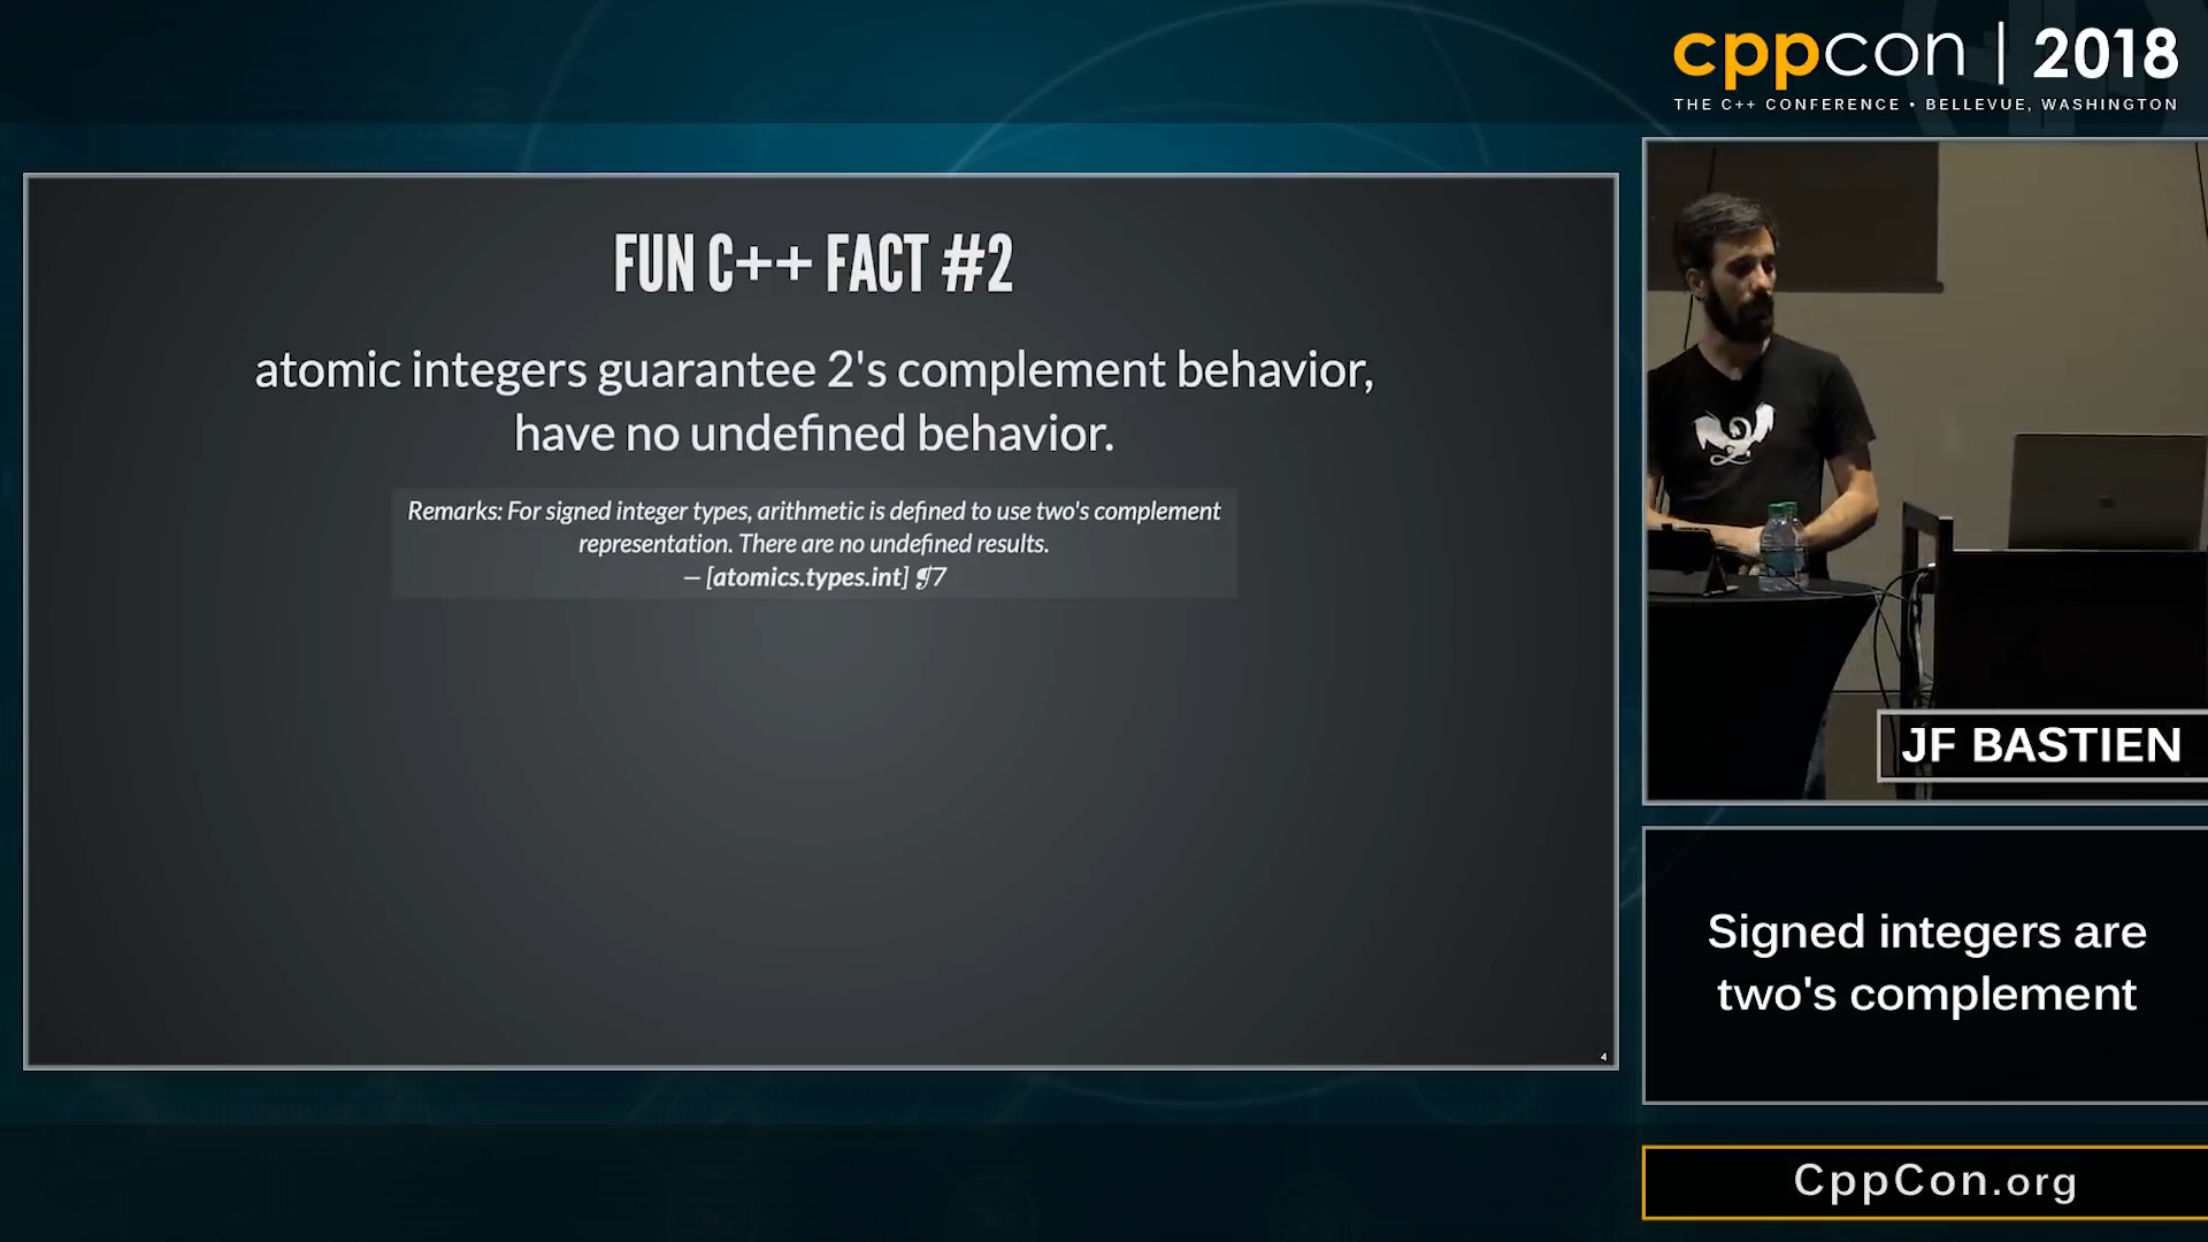 cppcon | 2018
THE C++ CONFERENCE • BELLEVUE, WASHINGTON
FUN C++ FACT #2
atomic integers guarantee 2's complement behavior,
have no undefined behavior.
Remarks: For signed integer types, arithmetic is defined to use two's complement
representation. There are no undefined results.
— [atomics.types.int] ¶7
4
JF BASTIEN
Signed integers are
two's complement
CppCon.org